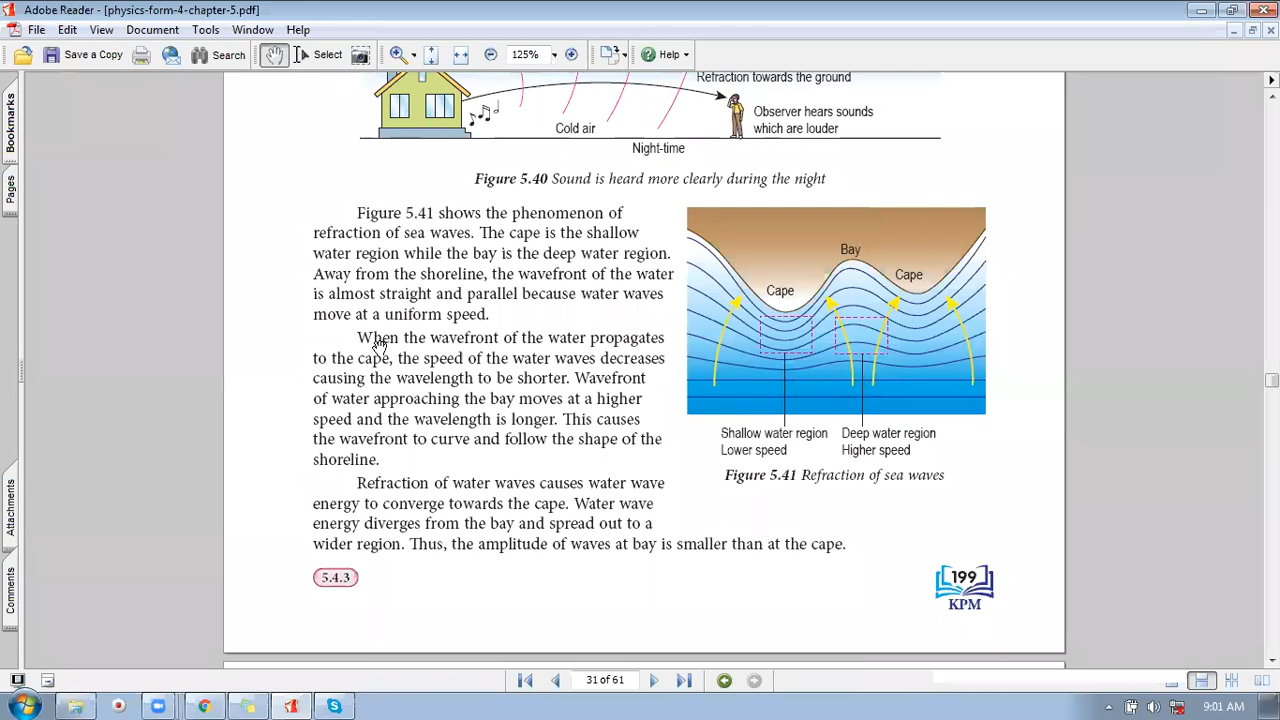 Adobe Reader - [physics-form-4-chapter-5.pdf]
File Edit View Document Tools Window Help
Save a Copy Search Select 125% Help
Bookmarks
Pages
Attachments
Comments
Refraction towards the ground
Observer hears sounds
which are louder
Cold air
Night-time
Figure 5.40 Sound is heard more clearly during the night
Figure 5.41 shows the phenomenon of
refraction of sea waves. The cape is the shallow
water region while the bay is the deep water region.
Away from the shoreline, the wavefront of the water
is almost straight and parallel because water waves
move at a uniform speed.
When the wavefront of the water propagates
to the cape, the speed of the water waves decreases
causing the wavelength to be shorter. Wavefront
of water approaching the bay moves at a higher
speed and the wavelength is longer. This causes
the wavefront to curve and follow the shape of the
shoreline.
Refraction of water waves causes water wave
energy to converge towards the cape. Water wave
energy diverges from the bay and spread out to a
wider region. Thus, the amplitude of waves at bay is smaller than at the cape.
Bay
Cape
Cape
Shallow water region
Lower speed
Deep water region
Higher speed
Figure 5.41 Refraction of sea waves
5.4.3
199
KPM
31 of 61
9:01 AM